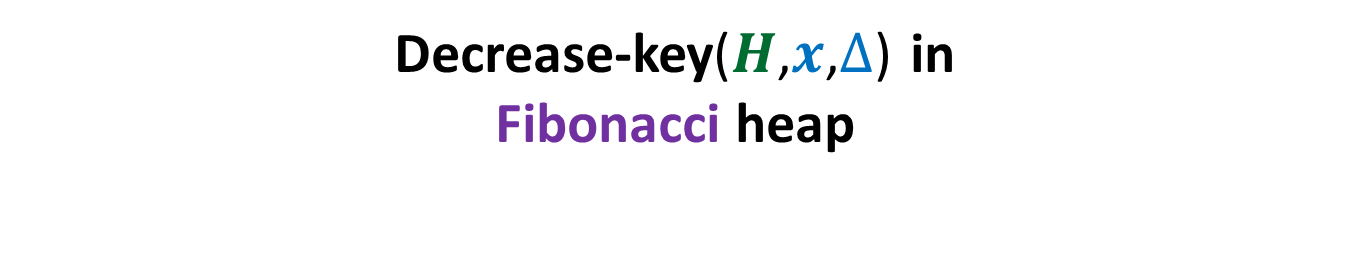 Decrease-key(H,x,Δ) in
Fibonacci heap